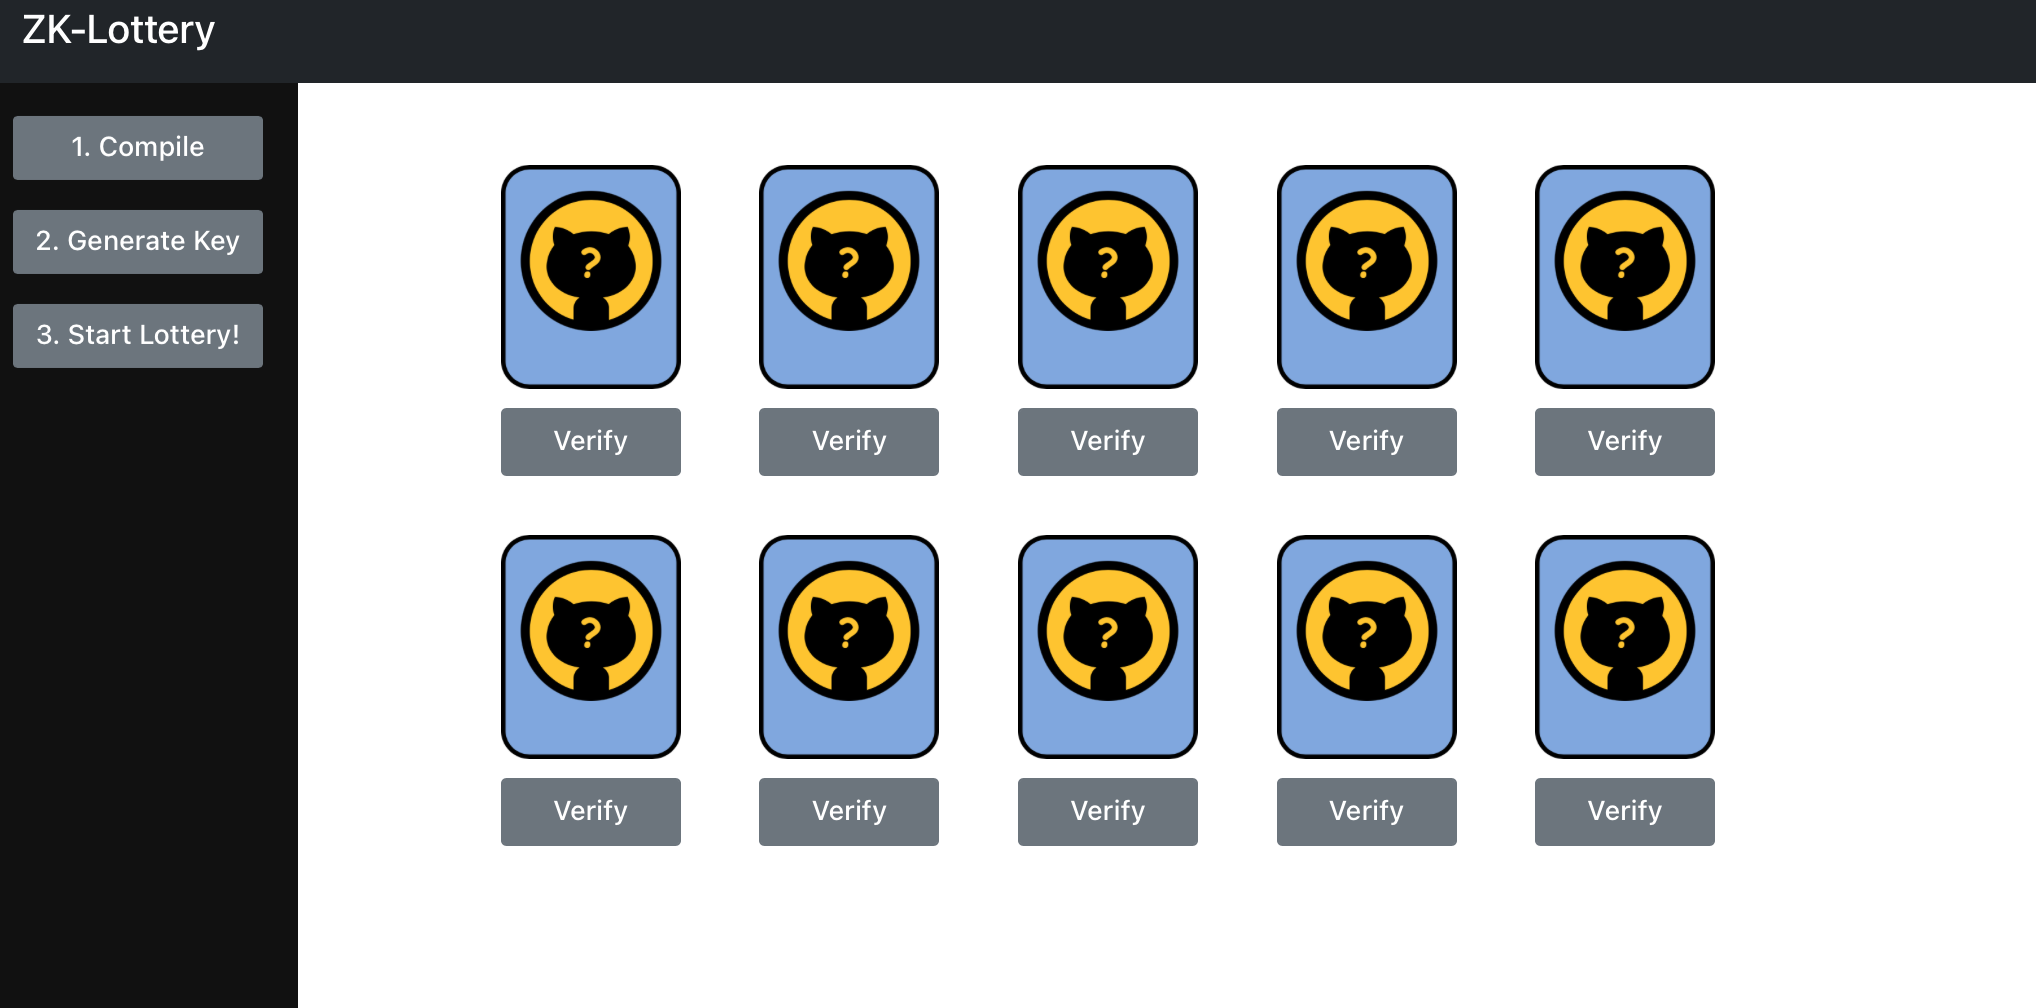 ZK-Lottery
1. Compile
2. Generate Key
3. Start Lottery!
? ? ? ? ?
Verify Verify Verify Verify Verify
? ? ? ? ?
Verify Verify Verify Verify Verify